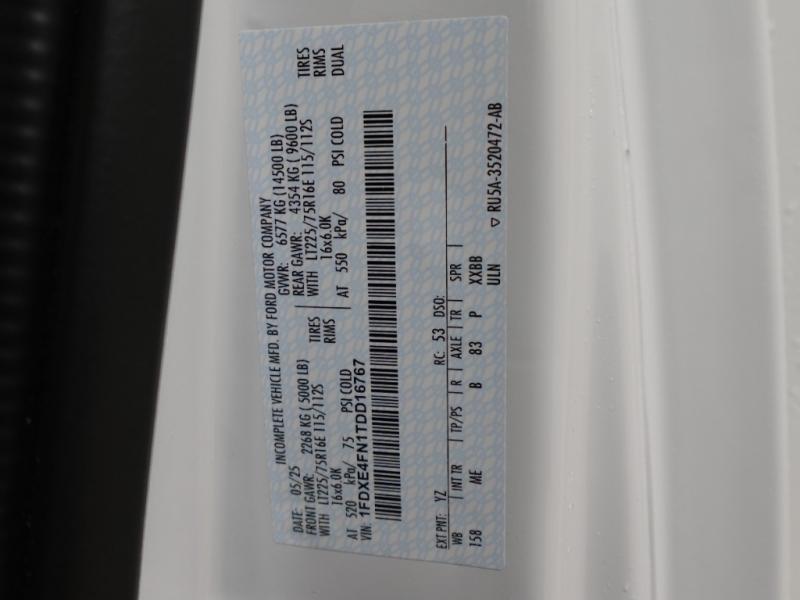 INCOMPLETE VEHICLE MFD. BY FORD MOTOR COMPANY
DATE: 05/25 GVWR: 6577 KG (14500 LB)
FRONT GAWR: 2268 KG (5000 LB) REAR GAWR: 4354 KG (9600 LB)
WITH LT225/75R16E 115/112S TIRES WITH LT225/75R16E 115/112S TIRES
16x6.0K RIMS 16x6.0K RIMS
AT 520 kPa/ 75 PSI COLD AT 550 kPa/ 80 PSI COLD DUAL
VIN: 1FDXE4FN1TDD16767
EXT PNT: YZ RC: 53 DSO:
WB INT TR TP/PS R AXLE TR SPR
158 ME B 83 P XXBB
ULN
▽ RU5A-3520472-AB